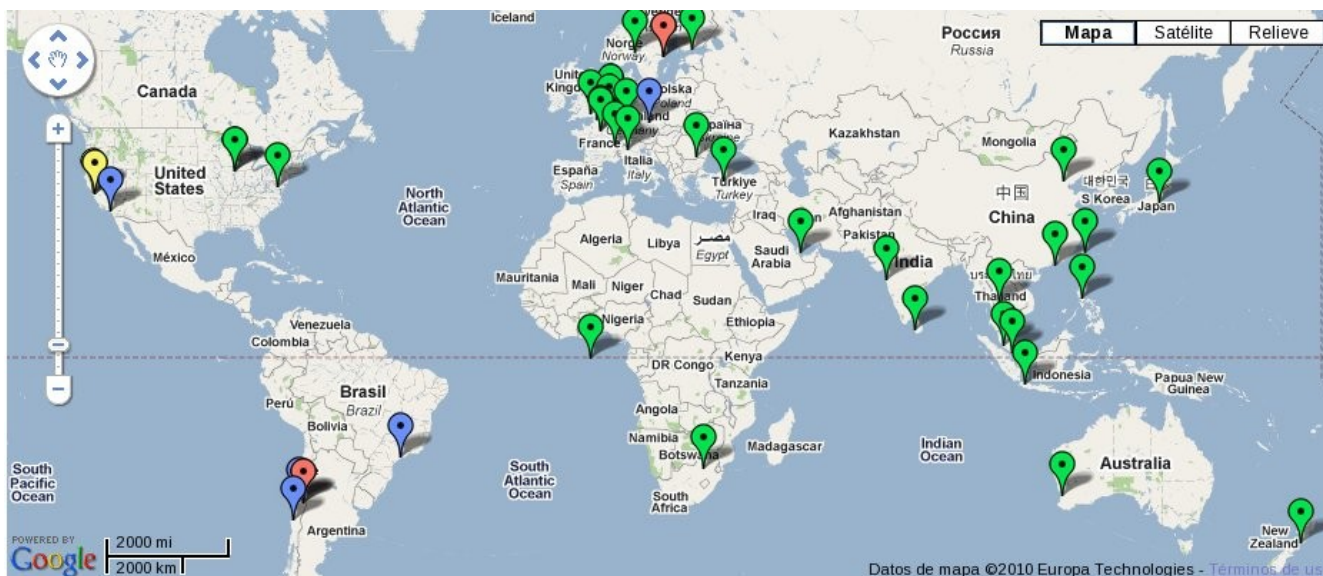 Iceland
Norge
Norway
Россия
Russia
Mapa
Satélite
Relieve
Canada
United
States
México
North
Atlantic
Ocean
United
Kingdom
Polska
Poland
Germany
Україна
Ukraine
France
Italia
Italy
España
Spain
Türkiye
Turkey
Kazakhstan
Mongolia
中国
China
대한민국
S Korea
Japan
Iraq
Afghanistan
Pakistan
India
Algeria
Libya
مصر
Egypt
Saudi
Arabia
Mauritania
Mali
Niger
Chad
Sudan
Nigeria
Ethiopia
Thailand
Venezuela
Colombia
DR Congo
Kenya
Tanzania
Indonesia
Papua New
Guinea
Brasil
Brazil
Perú
Bolivia
Angola
Namibia
Botswana
Madagascar
South
Africa
Indian
Ocean
Australia
South
Pacific
Ocean
South
Atlantic
Ocean
Argentina
New
Zealand
POWERED BY
Google
2000 mi
2000 km
Datos de mapa ©2010 Europa Technologies - Términos de us